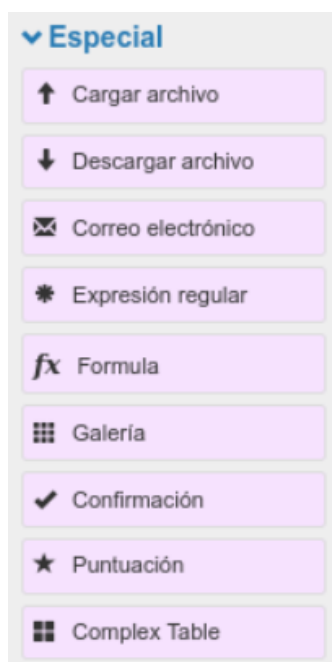 Especial
Cargar archivo
Descargar archivo
Correo electrónico
Expresión regular
fx Formula
Galería
Confirmación
Puntuación
Complex Table